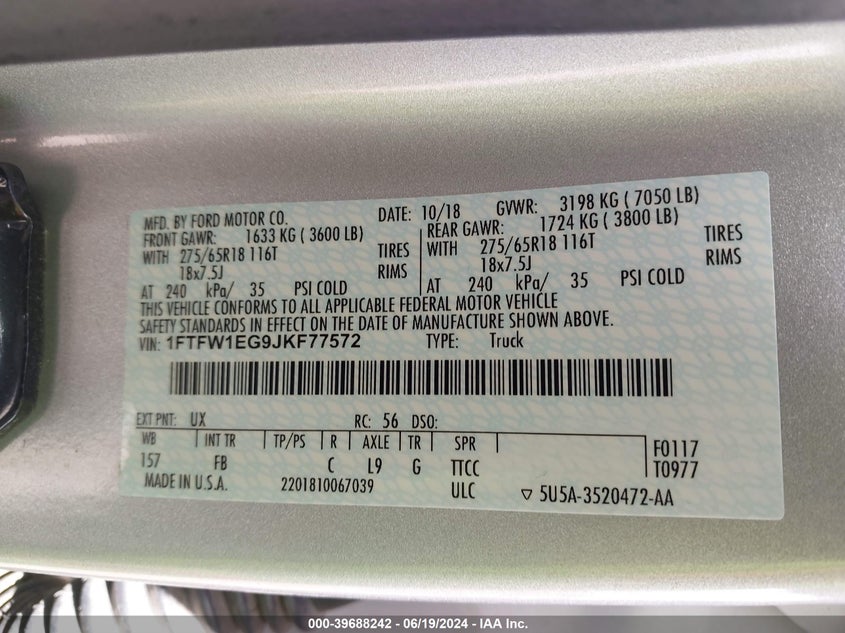 MFD. BY FORD MOTOR CO. DATE: 10/18 GVWR: 3198 KG ( 7050 LB)
FRONT GAWR: 1633 KG ( 3600 LB) REAR GAWR: 1724 KG ( 3800 LB)
WITH 275/65R18 116T TIRES WITH 275/65R18 116T TIRES
18x7.5J RIMS 18x7.5J RIMS
AT 240 kPa/ 35 PSI COLD AT 240 kPa/ 35 PSI COLD
THIS VEHICLE CONFORMS TO ALL APPLICABLE FEDERAL MOTOR VEHICLE
SAFETY STANDARDS IN EFFECT ON THE DATE OF MANUFACTURE SHOWN ABOVE.
VIN: 1FTFW1EG9JKF77572 TYPE: Truck
EXT PNT: UX RC: 56 DSO:
WB INT TR TP/PS R AXLE TR SPR F0117
157 FB C L9 G TTCC T0977
MADE IN U.S.A. 2201810067039 ULC ▽ 5U5A-3520472-AA
000-39688242 - 06/19/2024 - IAA Inc.